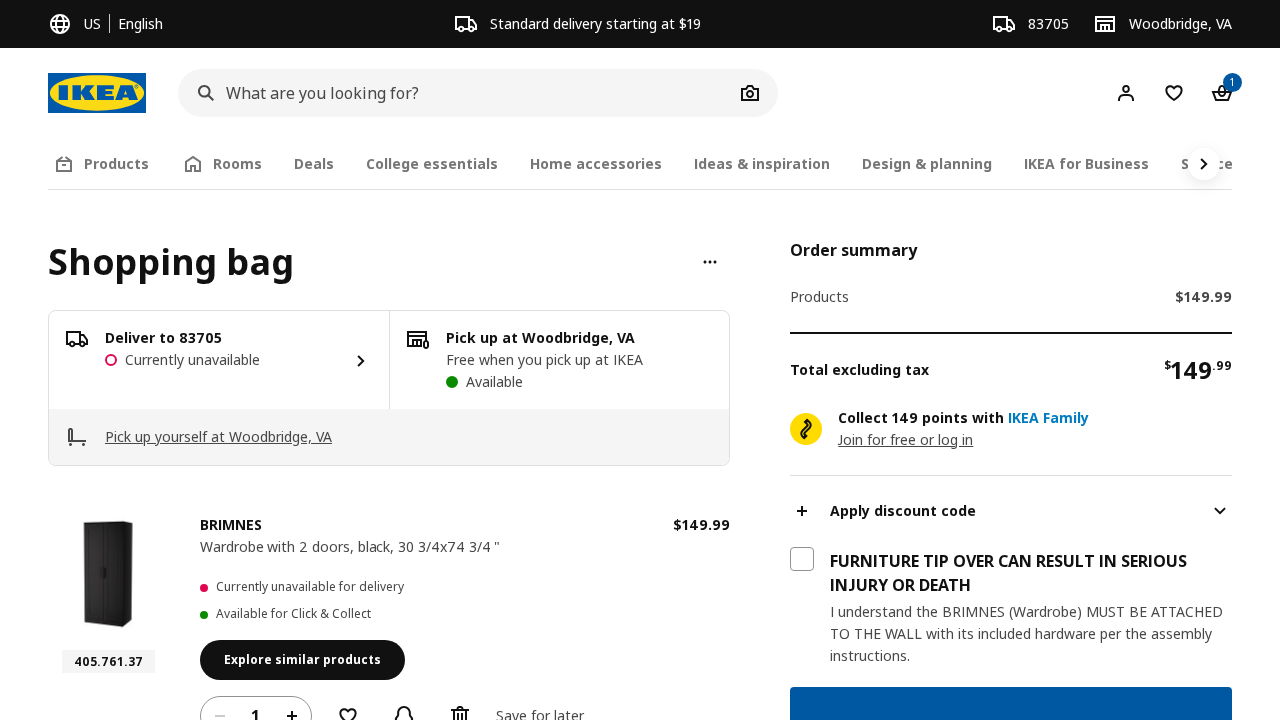 US English
Standard delivery starting at $19
83705
Woodbridge, VA
IKEA
What are you looking for?
1
Products
Rooms
Deals
College essentials
Home accessories
Ideas & inspiration
Design & planning
IKEA for Business
Shopping bag
Deliver to 83705
Currently unavailable
Pick up at Woodbridge, VA
Free when you pick up at IKEA
Available
Pick up yourself at Woodbridge, VA
BRIMNES
$149.99
Wardrobe with 2 doors, black, 30 3/4x74 3/4 "
Currently unavailable for delivery
Available for Click & Collect
405.761.37
Explore similar products
1
Save for later
Order summary
Products $149.99
Total excluding tax $149.99
Collect 149 points with IKEA Family
Join for free or log in
Apply discount code
FURNITURE TIP OVER CAN RESULT IN SERIOUS
INJURY OR DEATH
I understand the BRIMNES (Wardrobe) MUST BE ATTACHED
TO THE WALL with its included hardware per the assembly
instructions.